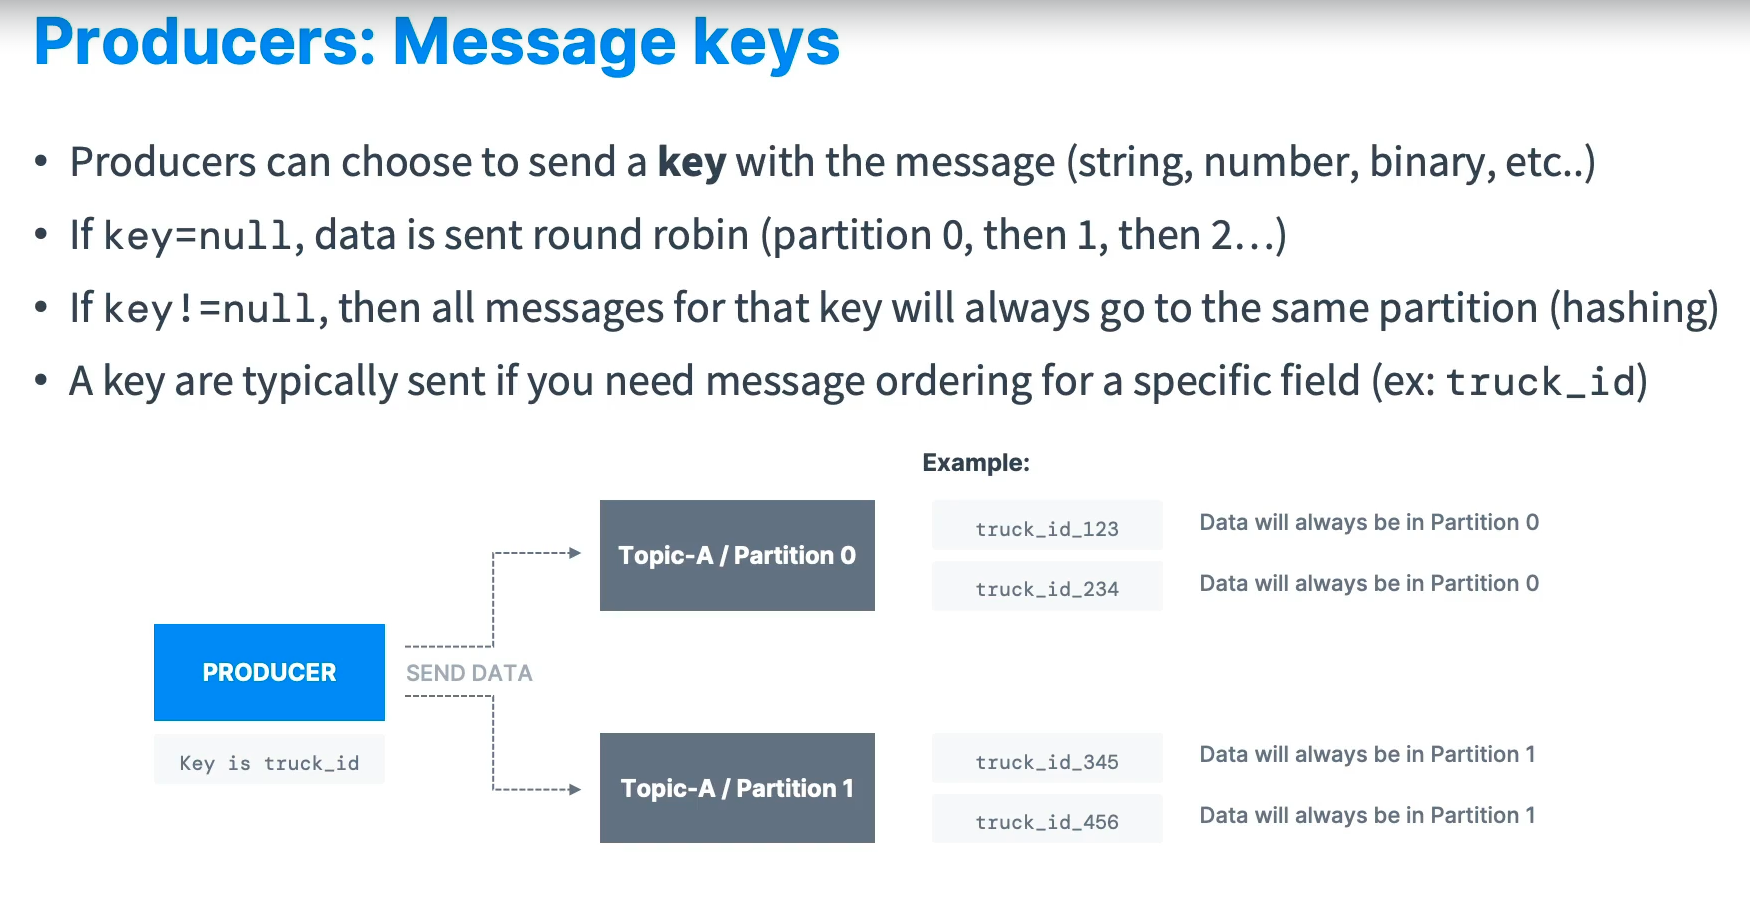 Producers: Message keys
• Producers can choose to send a key with the message (string, number, binary, etc..)
• If key=null, data is sent round robin (partition 0, then 1, then 2...)
• If key!=null, then all messages for that key will always go to the same partition (hashing)
• A key are typically sent if you need message ordering for a specific field (ex: truck_id)
Example:
Topic-A / Partition 0
truck_id_123
Data will always be in Partition 0
truck_id_234
Data will always be in Partition 0
PRODUCER
SEND DATA
Key is truck_id
Topic-A / Partition 1
truck_id_345
Data will always be in Partition 1
truck_id_456
Data will always be in Partition 1